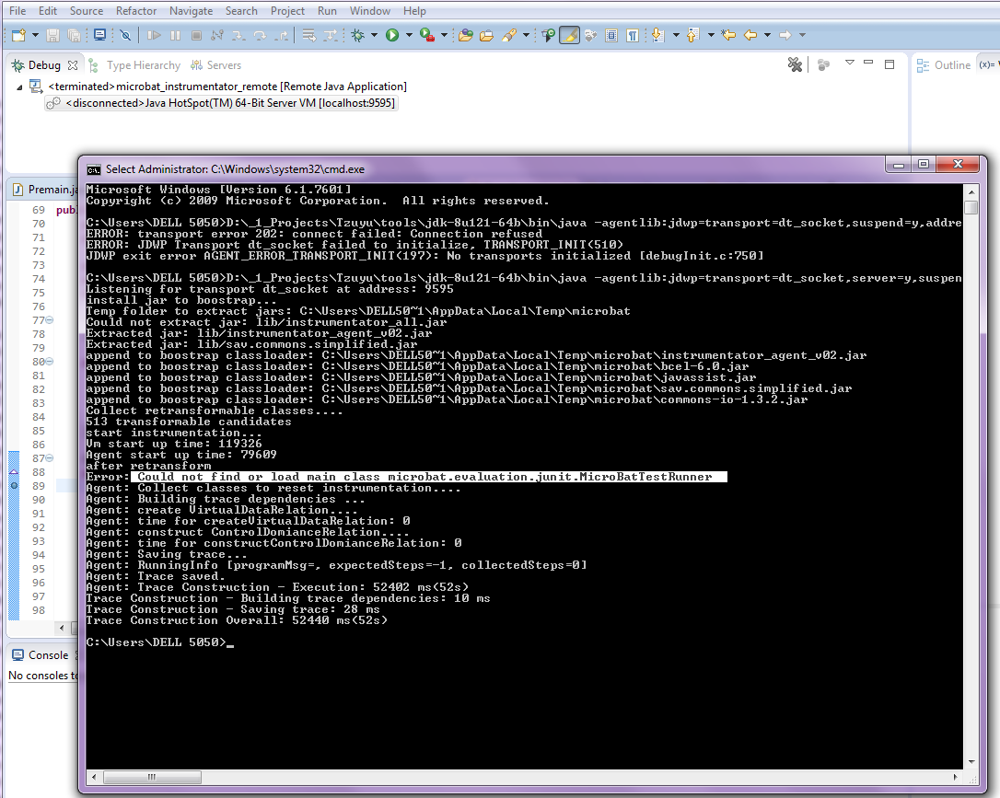 File Edit Source Refactor Navigate Search Project Run Window Help
Debug Type Hierarchy Servers
Outline (x)=
<terminated>microbat_instrumentator_remote [Remote Java Application]
<disconnected>Java HotSpot(TM) 64-Bit Server VM [localhost:9595]
Select Administrator: C:\Windows\system32\cmd.exe
Premain.ja
69 publ
70
71
72
73
74
75
76
77
78
79
80
81
82
83
84
85
86
87
88
89
90
91
92
93
94
95
96
97
98
Console
No consoles to
Microsoft Windows [Version 6.1.7601]
Copyright (c) 2009 Microsoft Corporation.  All rights reserved.
C:\Users\DELL 5050>D:\_1_Projects\Tzuyu\tools\jdk-8u121-64b\bin\java -agentlib:jdwp=transport=dt_socket,suspend=y,addre
ERROR: transport error 202: connect failed: Connection refused
ERROR: JDWP Transport dt_socket failed to initialize, TRANSPORT_INIT(510)
JDWP exit error AGENT_ERROR_TRANSPORT_INIT(197): No transports initialized [debugInit.c:750]
C:\Users\DELL 5050>D:\_1_Projects\Tzuyu\tools\jdk-8u121-64b\bin\java -agentlib:jdwp=transport=dt_socket,server=y,suspen
Listening for transport dt_socket at address: 9595
install jar to boostrap...
Temp folder to extract jars: C:\Users\DELL50~1\AppData\Local\Temp\microbat
Could not extract jar: lib/instrumentator_all.jar
Extracted jar: lib/instrumentator_agent_v02.jar
Extracted jar: lib/sav.commons.simplified.jar
append to boostrap classloader: C:\Users\DELL50~1\AppData\Local\Temp\microbat\instrumentator_agent_v02.jar
append to boostrap classloader: C:\Users\DELL50~1\AppData\Local\Temp\microbat\bcel-6.0.jar
append to boostrap classloader: C:\Users\DELL50~1\AppData\Local\Temp\microbat\javassist.jar
append to boostrap classloader: C:\Users\DELL50~1\AppData\Local\Temp\microbat\sav.commons.simplified.jar
append to boostrap classloader: C:\Users\DELL50~1\AppData\Local\Temp\microbat\commons-io-1.3.2.jar
Collect retransformable classes....
513 transformable candidates
start instrumentation...
Vm start up time: 119326
Agent start up time: 79609
after retransform
Error: Could not find or load main class microbat.evaluation.junit.MicroBatTestRunner
Agent: Collect classes to reset instrumentation....
Agent: Building trace dependencies ...
Agent: create VirtualDataRelation....
Agent: time for createVirtualDataRelation: 0
Agent: construct ControlDomianceRelation....
Agent: time for constructControlDomianceRelation: 0
Agent: Saving trace...
Agent: RunningInfo [programMsg=, expectedSteps=-1, collectedSteps=0]
Agent: Trace saved.
Agent: Trace Construction - Execution: 52402 ms(52s)
Trace Construction - Building trace dependencies: 10 ms
Trace Construction - Saving trace: 28 ms
Trace Construction Overall: 52440 ms(52s)
C:\Users\DELL 5050>_